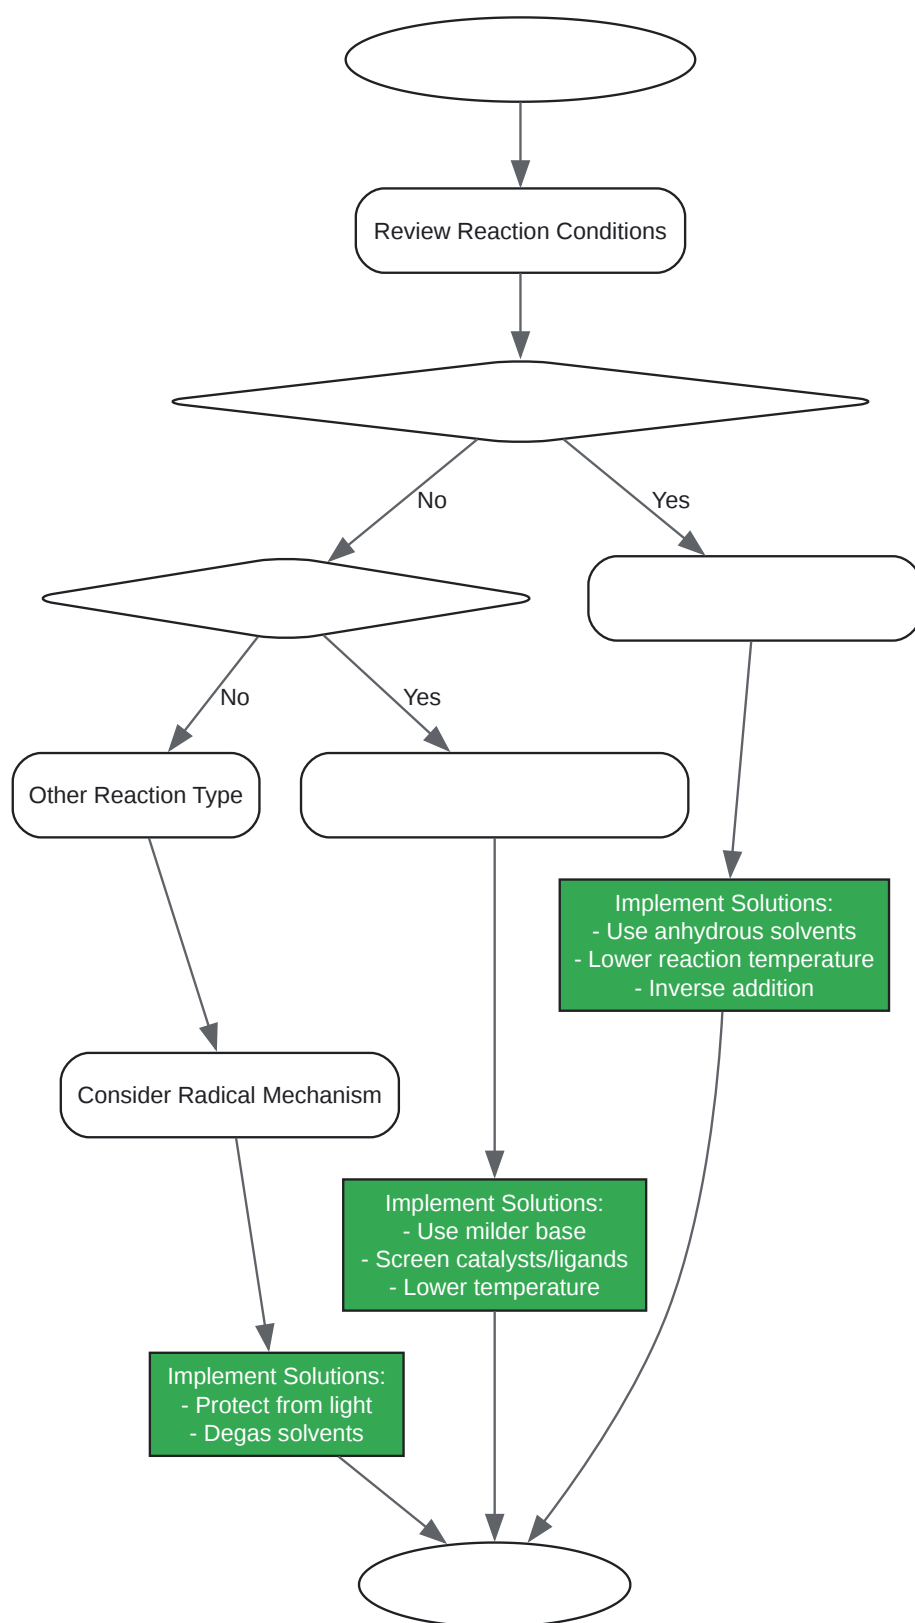 Review Reaction Conditions
No
Yes
No
Yes
Other Reaction Type
Implement Solutions:
- Use anhydrous solvents
- Lower reaction temperature
- Inverse addition
Consider Radical Mechanism
Implement Solutions:
- Use milder base
- Screen catalysts/ligands
- Lower temperature
Implement Solutions:
- Protect from light
- Degas solvents